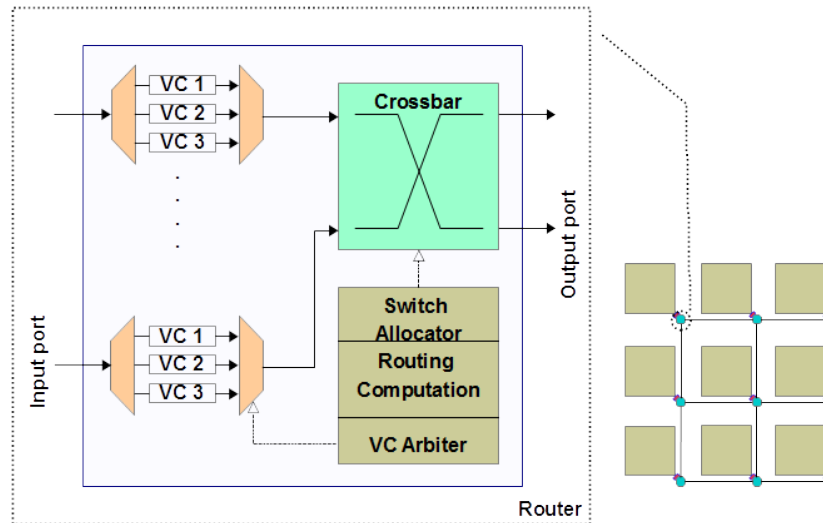 VC 1
VC 2
VC 3
Crossbar
Output port
Input port
VC 1
VC 2
VC 3
Switch
Allocator
Routing
Computation
VC Arbiter
Router